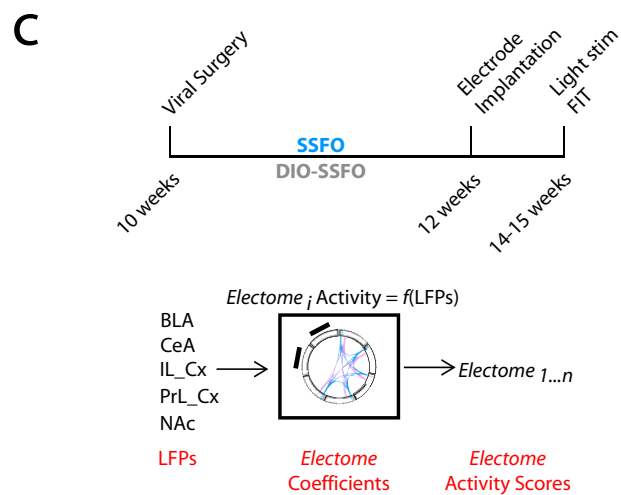 C
Viral Surgery
Electrode
Implantation
Light stim
FIT
SSFO
DIO-SSFO
10 weeks
12 weeks
14-15 weeks
Electome i Activity = f(LFPs)
BLA
CeA
IL_Cx
PrL_Cx
NAc
Electome 1...n
LFPs
Electome
Coefficients
Electome
Activity Scores